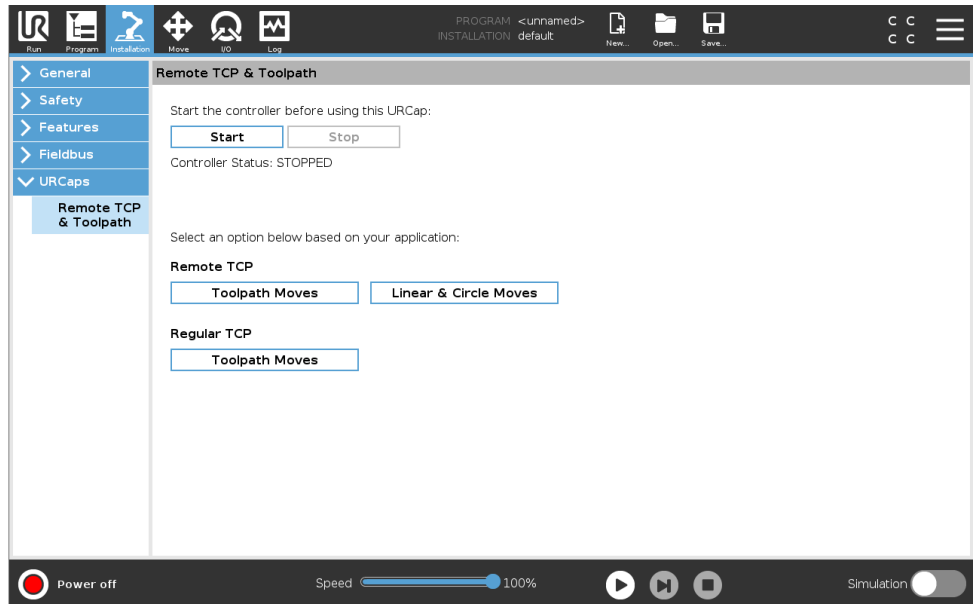 PROGRAM <unnamed>
INSTALLATION default
C C
C C
Run Program Installation Move I/O Log New... Open... Save...
General
Safety
Features
Fieldbus
URCaps
Remote TCP
& Toolpath
Remote TCP & Toolpath
Start the controller before using this URCap:
Start Stop
Controller Status: STOPPED
Select an option below based on your application:
Remote TCP
Toolpath Moves Linear & Circle Moves
Regular TCP
Toolpath Moves
Power off Speed 100% Simulation